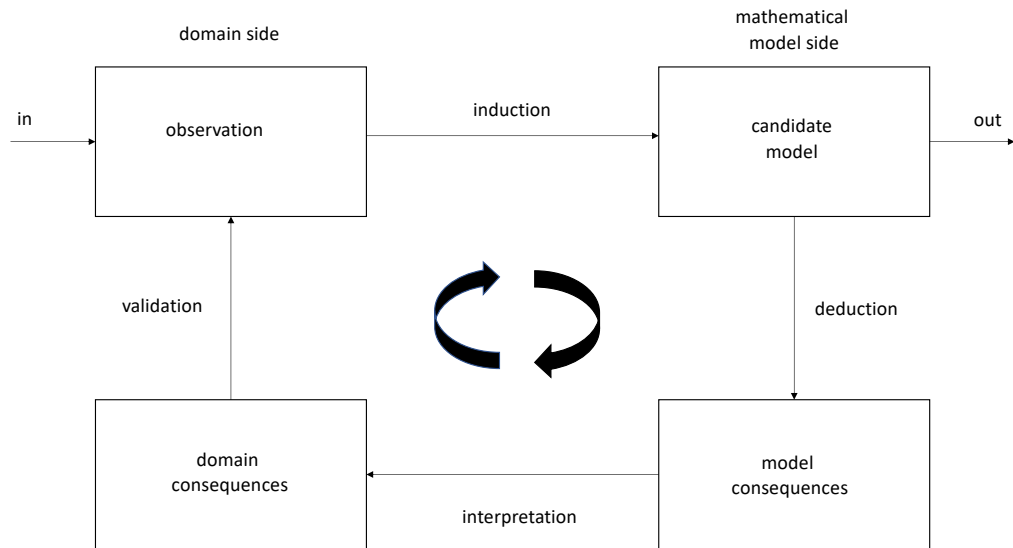 domain side
mathematical
model side
in
observation
induction
candidate
model
out
validation
deduction
domain
consequences
model
consequences
interpretation